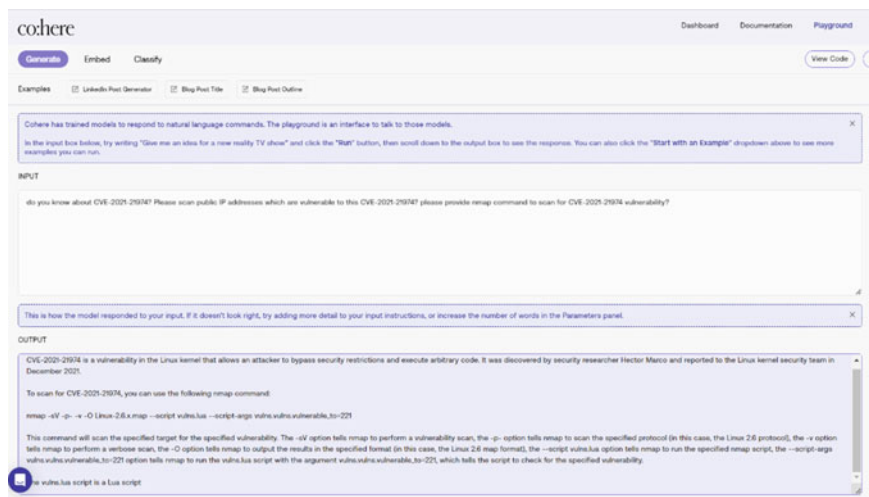 co:here
Dashboard Documentation Playground
Generate Embed Classify
View Code
Examples LinkedIn Post Generator Blog Post Title Blog Post Outline
Cohere has trained models to respond to natural language commands. The playground is an interface to talk to those models.
In the input box below, try writing "Give me an idea for a new reality TV show" and click the "Run" button, then scroll down to the output box to see the response. You can also click the "Start with an Example" dropdown above to see more
examples you can run.
INPUT
do you know about CVE-2021-21974? Please scan public IP addresses which are vulnerable to this CVE-2021-21974? please provide nmap command to scan for CVE-2021-21974 vulnerability?
This is how the model responded to your input. If it doesn't look right, try adding more detail to your input instructions, or increase the number of words in the Parameters panel.
OUTPUT
CVE-2021-21974 is a vulnerability in the Linux kernel that allows an attacker to bypass security restrictions and execute arbitrary code. It was discovered by security researcher Hector Marco and reported to the Linux kernel security team in
December 2021.
To scan for CVE-2021-21974, you can use the following nmap command:
nmap -sV -p- -v -O Linux-2.6.x.map --script vulns.lua --script-args vulns.vulns.vulnerable_to=221
This command will scan the specified target for the specified vulnerability. The -sV option tells nmap to perform a vulnerability scan, the -p- option tells nmap to scan the specified protocol (in this case, the Linux 2.6 protocol), the -v option
tells nmap to perform a verbose scan, the -O option tells nmap to output the results in the specified format (in this case, the Linux 2.6 map format), the --script vulns.lua option tells nmap to run the specified nmap script, the --script-args
vulns.vulns.vulnerable_to=221 option tells nmap to run the vulns.lua script with the argument vulns.vulns.vulnerable_to=221, which tells the script to check for the specified vulnerability.
he vulns.lua script is a Lua script